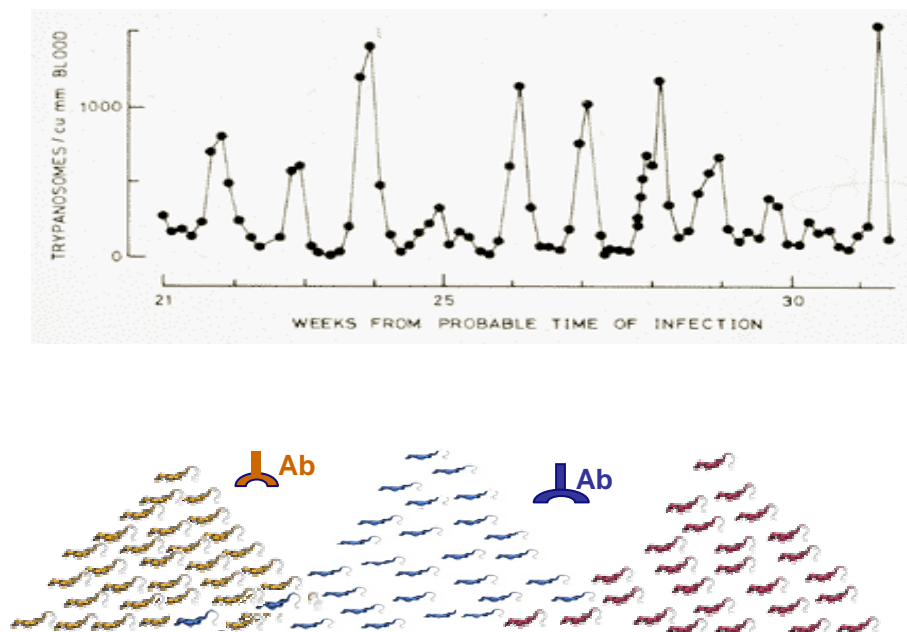 TRYPANOSOMES / cu mm BLOOD
1000
0
21
25
30
WEEKS FROM PROBABLE TIME OF INFECTION
Ab
Ab